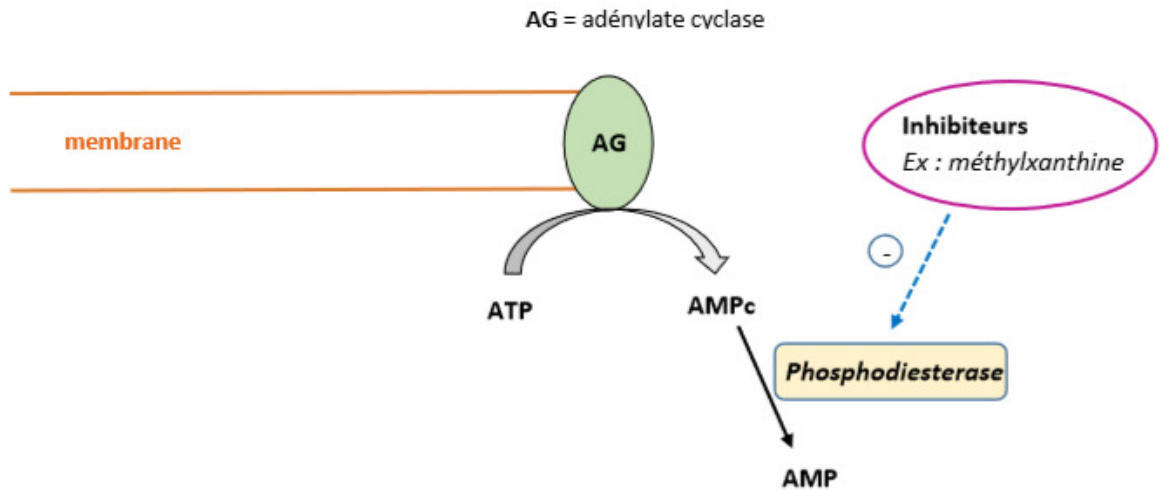 AG = adénylate cyclase
membrane
AG
Inhibiteurs
Ex : méthylxanthine
-
ATP
AMPc
Phosphodiesterase
AMP